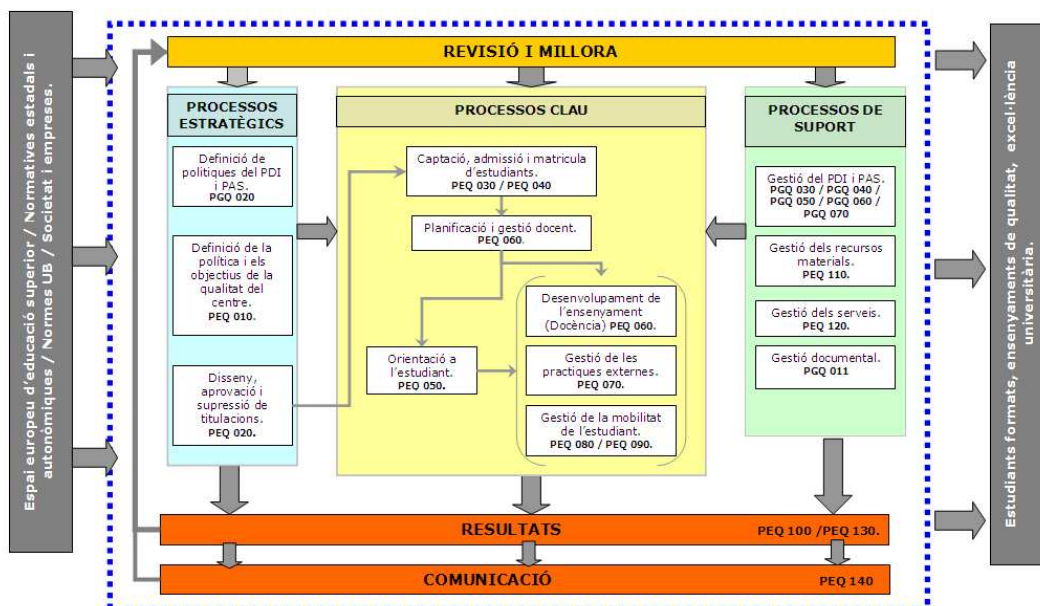 Espai europeu d'educació superior / Normatives estadals i
autonòmiques / Normes UB / Societat i empreses.
REVISIÓ I MILLORA
PROCESSOS
ESTRATÈGICS
Definició de
politiques del PDI i
PAS.
PGQ 020
Definició de la
política i els
objectius de la
qualitat del
centre.
PEQ 010.
Disseny,
aprovació i
supressió de
titulacions.
PEQ 020.
PROCESSOS CLAU
Captació, admissió i matricula
d'estudiants.
PEQ 030 / PEQ 040
Planificació i gestió docent.
PEQ 060.
Orientació a
l'estudiant.
PEQ 050.
Desenvolupament de
l'ensenyament
(Docència) PEQ 060.
Gestió de les
practiques externes.
PEQ 070.
Gestió de la mobilitat
de l'estudiant.
PEQ 080 / PEQ 090.
PROCESSOS DE
SUPORT
Gestió del PDI i PAS.
PGQ 030 / PGQ 040 /
PGQ 050 / PGQ 060 /
PGQ 070
Gestió dels recursos
materials.
PEQ 110.
Gestió dels serveis.
PEQ 120.
Gestió documental.
PGQ 011
RESULTATS PEQ 100 /PEQ 130.
COMUNICACIÓ PEQ 140
Estudiants formats, ensenyaments de qualitat, excel·lència
universitària.